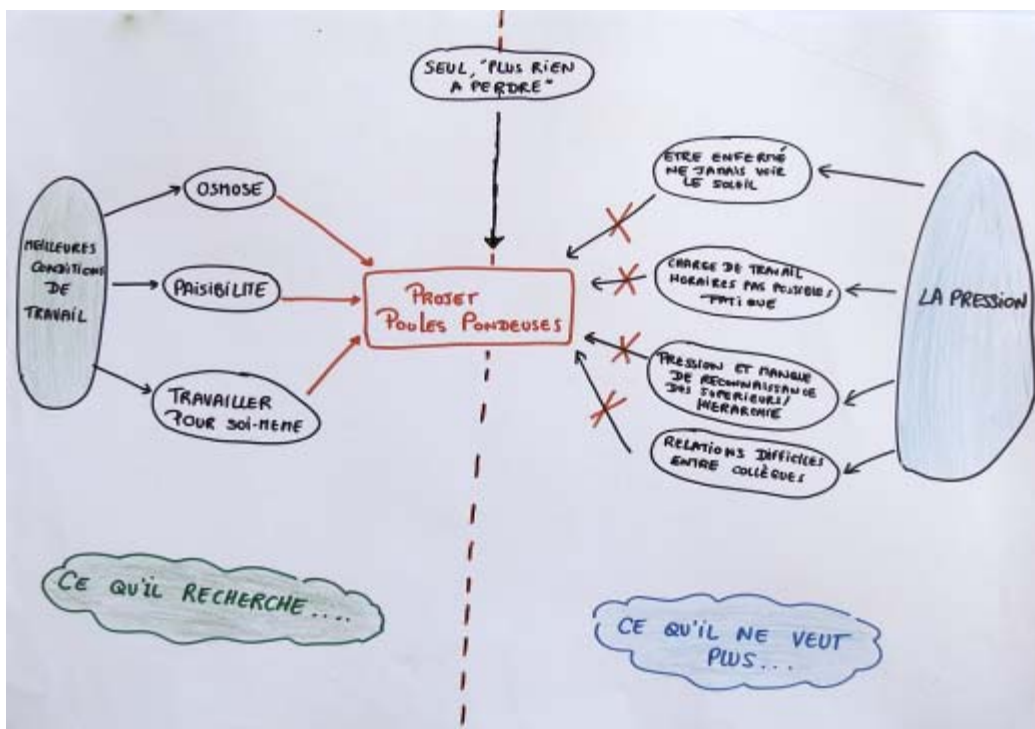 SEUL, "PLUS RIEN
A PERDRE"
MEILLEURES
CONDITIONS
DE
TRAVAIL
OSMOSE
PAISIBILITE
TRAVAILLER
POUR SOI-MEME
PROJET
POULES PONDEUSES
ETRE ENFERMÉ
NE JAMAIS VOIR
LE SOLEIL
CHARGE DE TRAVAIL
HORAIRES PAS POSSIBLES/
FATIQUE
PRESSION ET MANQUE
DE RECONNAISSANCE
DES SUPERIEURS/
HIERARCHIE
RELATIONS DIFFICILES
ENTRE COLLÈQUES
LA PRESSION
CE QU'IL RECHERCHE....
CE QU'IL NE VEUT
PLUS...